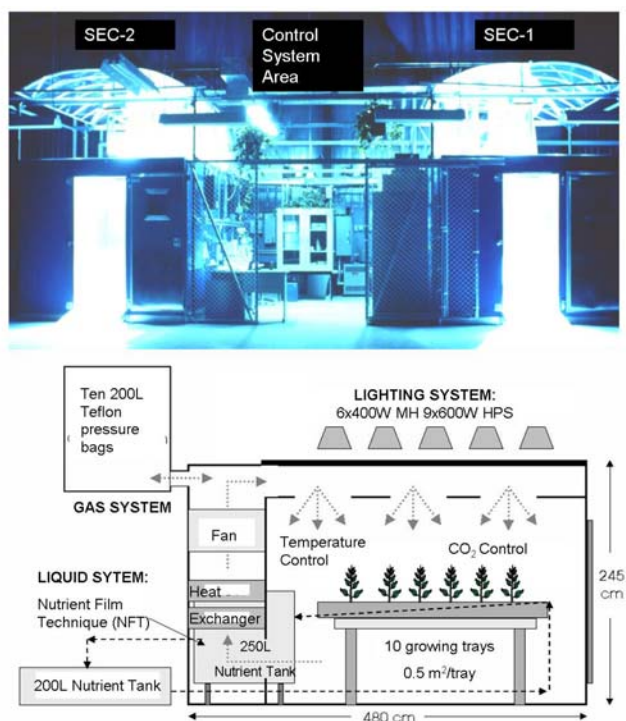 SEC-2
Control
System
Area
SEC-1
Ten 200L
Teflon
pressure
bags
GAS SYSTEM
LIGHTING SYSTEM:
6x400W MH 9x600W HPS
Fan
Temperature
Control
CO₂ Control
LIQUID SYTEM:
Nutrient Film
Technique (NFT)
Heat
Exchanger
250L
Nutrient Tank
200L Nutrient Tank
10 growing trays
0.5 m²/tray
245
cm
480 cm